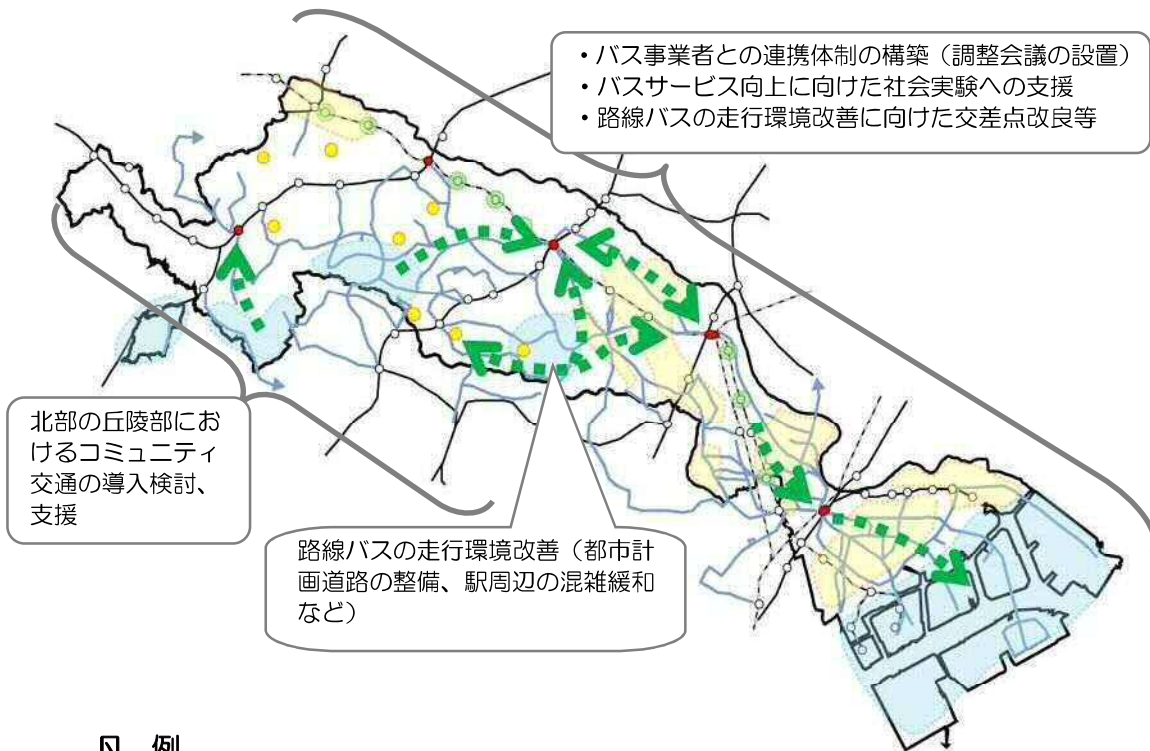 ・バス事業者との連携体制の構築（調整会議の設置）
・バスサービス向上に向けた社会実験への支援
・路線バスの走行環境改善に向けた交差点改良等
北部の丘陵部にお
けるコミュニティ
交通の導入検討、
支援
路線バスの走行環境改善（都市計
画道路の整備、駅周辺の混雑緩和
など）
凡 例